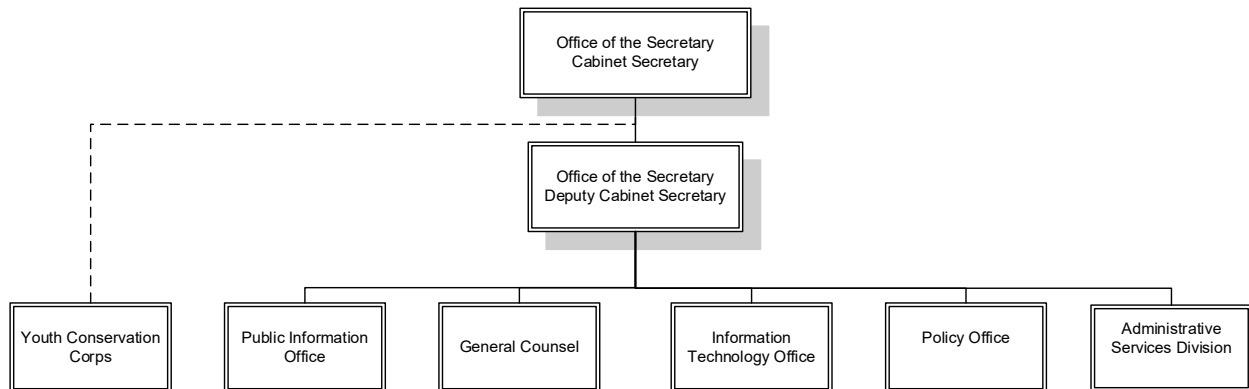 Office of the Secretary
Cabinet Secretary
Office of the Secretary
Deputy Cabinet Secretary
Youth Conservation
Corps
Public Information
Office
General Counsel
Information
Technology Office
Policy Office
Administrative
Services Division